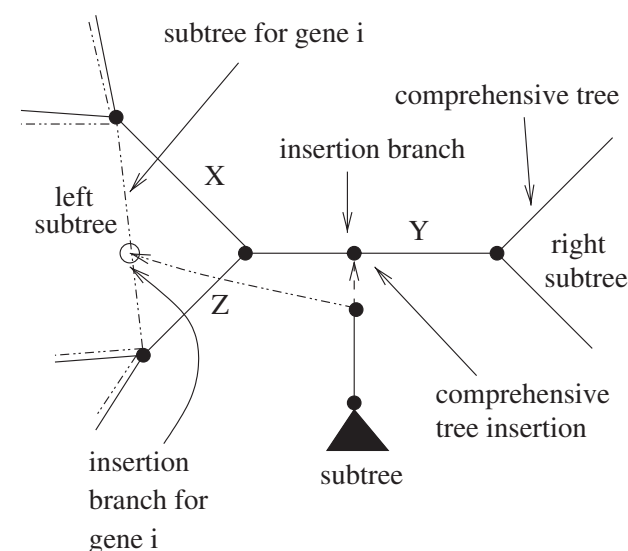 subtree for gene i
comprehensive tree
insertion branch
X
left
subtree
Y
right
subtree
Z
comprehensive
tree insertion
insertion
branch for
gene i
subtree